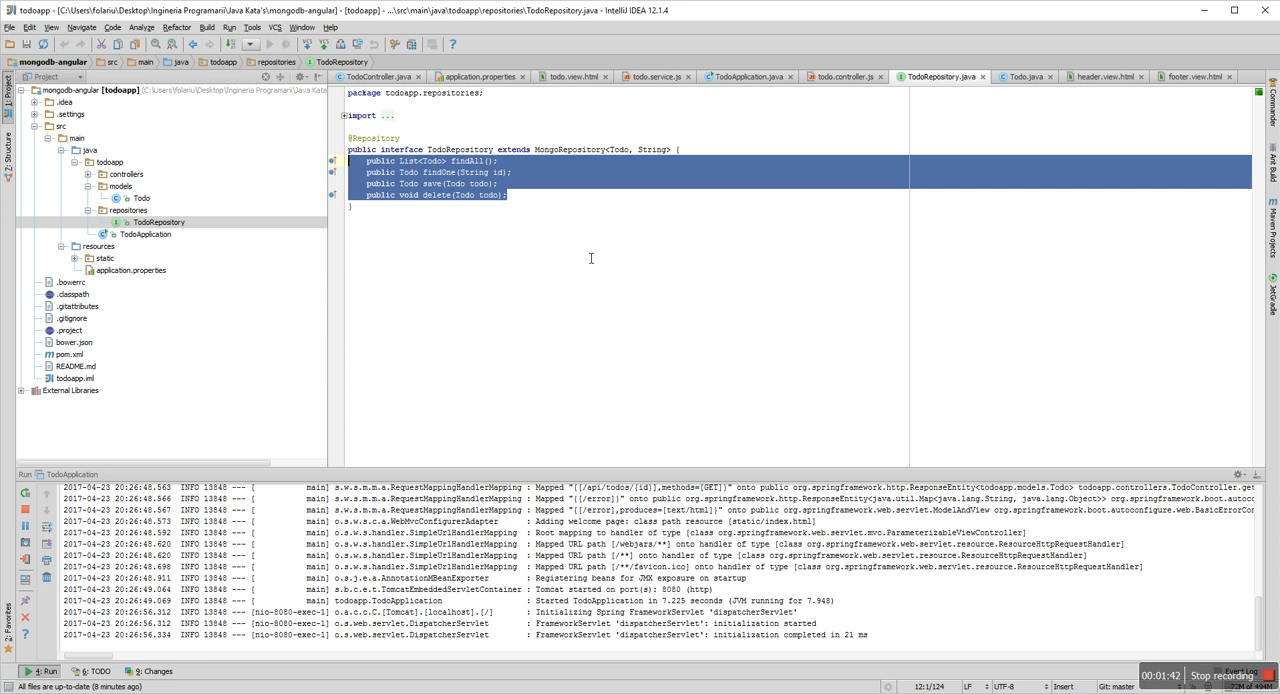 todoapp - [C:\Users\folariu\Desktop\Ingineria Programarii\Java Kata's\mongodb-angular] - [todoapp] - ...\src\main\java\todoapp\repositories\TodoRepository.java - IntelliJ IDEA 12.1.4
File Edit View Navigate Code Analyze Refactor Build Run Tools VCS Window Help
mongodb-angular src main java todoapp repositories TodoRepository
Project
TodoController.java application.properties todo.view.html todo.service.js TodoApplication.java todo.controller.js TodoRepository.java Todo.java header.view.html footer.view.html
1: Project
7: Structure
2: Favorites
mongodb-angular [todoapp] (C:\Users\folariu\Desktop\Ingineria Programarii\Java Kata
.idea
.settings
src
main
java
todoapp
controllers
models
Todo
repositories
TodoRepository
TodoApplication
resources
static
application.properties
.bowerrc
.classpath
.gitattributes
.gitignore
.project
bower.json
pom.xml
README.md
todoapp.iml
External Libraries
package todoapp.repositories;
import ...
@Repository
public interface TodoRepository extends MongoRepository<Todo, String> {
public List<Todo> findAll();
public Todo findOne(String id);
public Todo save(Todo todo);
public void delete(Todo todo);
}
Commander
Ant Build
Maven Projects
JetGradle
Run TodoApplication
2017-04-23 20:26:48.563 INFO 13848 --- [ main] s.w.s.m.m.a.RequestMappingHandlerMapping : Mapped "{[/api/todos/{id}],methods=[GET]}" onto public org.springframework.http.ResponseEntity<todoapp.models.Todo> todoapp.controllers.TodoController.get
2017-04-23 20:26:48.566 INFO 13848 --- [ main] s.w.s.m.m.a.RequestMappingHandlerMapping : Mapped "{[/error]}" onto public org.springframework.http.ResponseEntity<java.util.Map<java.lang.String, java.lang.Object>> org.springframework.boot.autoco
2017-04-23 20:26:48.567 INFO 13848 --- [ main] s.w.s.m.m.a.RequestMappingHandlerMapping : Mapped "{[/error],produces=[text/html]}" onto public org.springframework.web.servlet.ModelAndView org.springframework.boot.autoconfigure.web.BasicErrorCon
2017-04-23 20:26:48.573 INFO 13848 --- [ main] o.s.w.s.c.a.WebMvcConfigurerAdapter : Adding welcome page: class path resource [static/index.html]
2017-04-23 20:26:48.592 INFO 13848 --- [ main] o.s.w.s.handler.SimpleUrlHandlerMapping : Root mapping to handler of type [class org.springframework.web.servlet.mvc.ParameterizableViewController]
2017-04-23 20:26:48.620 INFO 13848 --- [ main] o.s.w.s.handler.SimpleUrlHandlerMapping : Mapped URL path [/webjars/**] onto handler of type [class org.springframework.web.servlet.resource.ResourceHttpRequestHandler]
2017-04-23 20:26:48.620 INFO 13848 --- [ main] o.s.w.s.handler.SimpleUrlHandlerMapping : Mapped URL path [/**] onto handler of type [class org.springframework.web.servlet.resource.ResourceHttpRequestHandler]
2017-04-23 20:26:48.698 INFO 13848 --- [ main] o.s.w.s.handler.SimpleUrlHandlerMapping : Mapped URL path [/**/favicon.ico] onto handler of type [class org.springframework.web.servlet.resource.ResourceHttpRequestHandler]
2017-04-23 20:26:48.911 INFO 13848 --- [ main] o.s.j.e.a.AnnotationMBeanExporter : Registering beans for JMX exposure on startup
2017-04-23 20:26:49.064 INFO 13848 --- [ main] s.b.c.e.t.TomcatEmbeddedServletContainer : Tomcat started on port(s): 8080 (http)
2017-04-23 20:26:49.069 INFO 13848 --- [ main] todoapp.TodoApplication : Started TodoApplication in 7.225 seconds (JVM running for 7.948)
2017-04-23 20:26:56.312 INFO 13848 --- [nio-8080-exec-1] o.a.c.c.C.[Tomcat].[localhost].[/] : Initializing Spring FrameworkServlet 'dispatcherServlet'
2017-04-23 20:26:56.312 INFO 13848 --- [nio-8080-exec-1] o.s.web.servlet.DispatcherServlet : FrameworkServlet 'dispatcherServlet': initialization started
2017-04-23 20:26:56.334 INFO 13848 --- [nio-8080-exec-1] o.s.web.servlet.DispatcherServlet : FrameworkServlet 'dispatcherServlet': initialization completed in 21 ms
4: Run 6: TODO 9: Changes Event Log
All files are up-to-date (8 minutes ago) 12:1/124 LF UTF-8 Insert Git: master
00:01:42 Stop recording